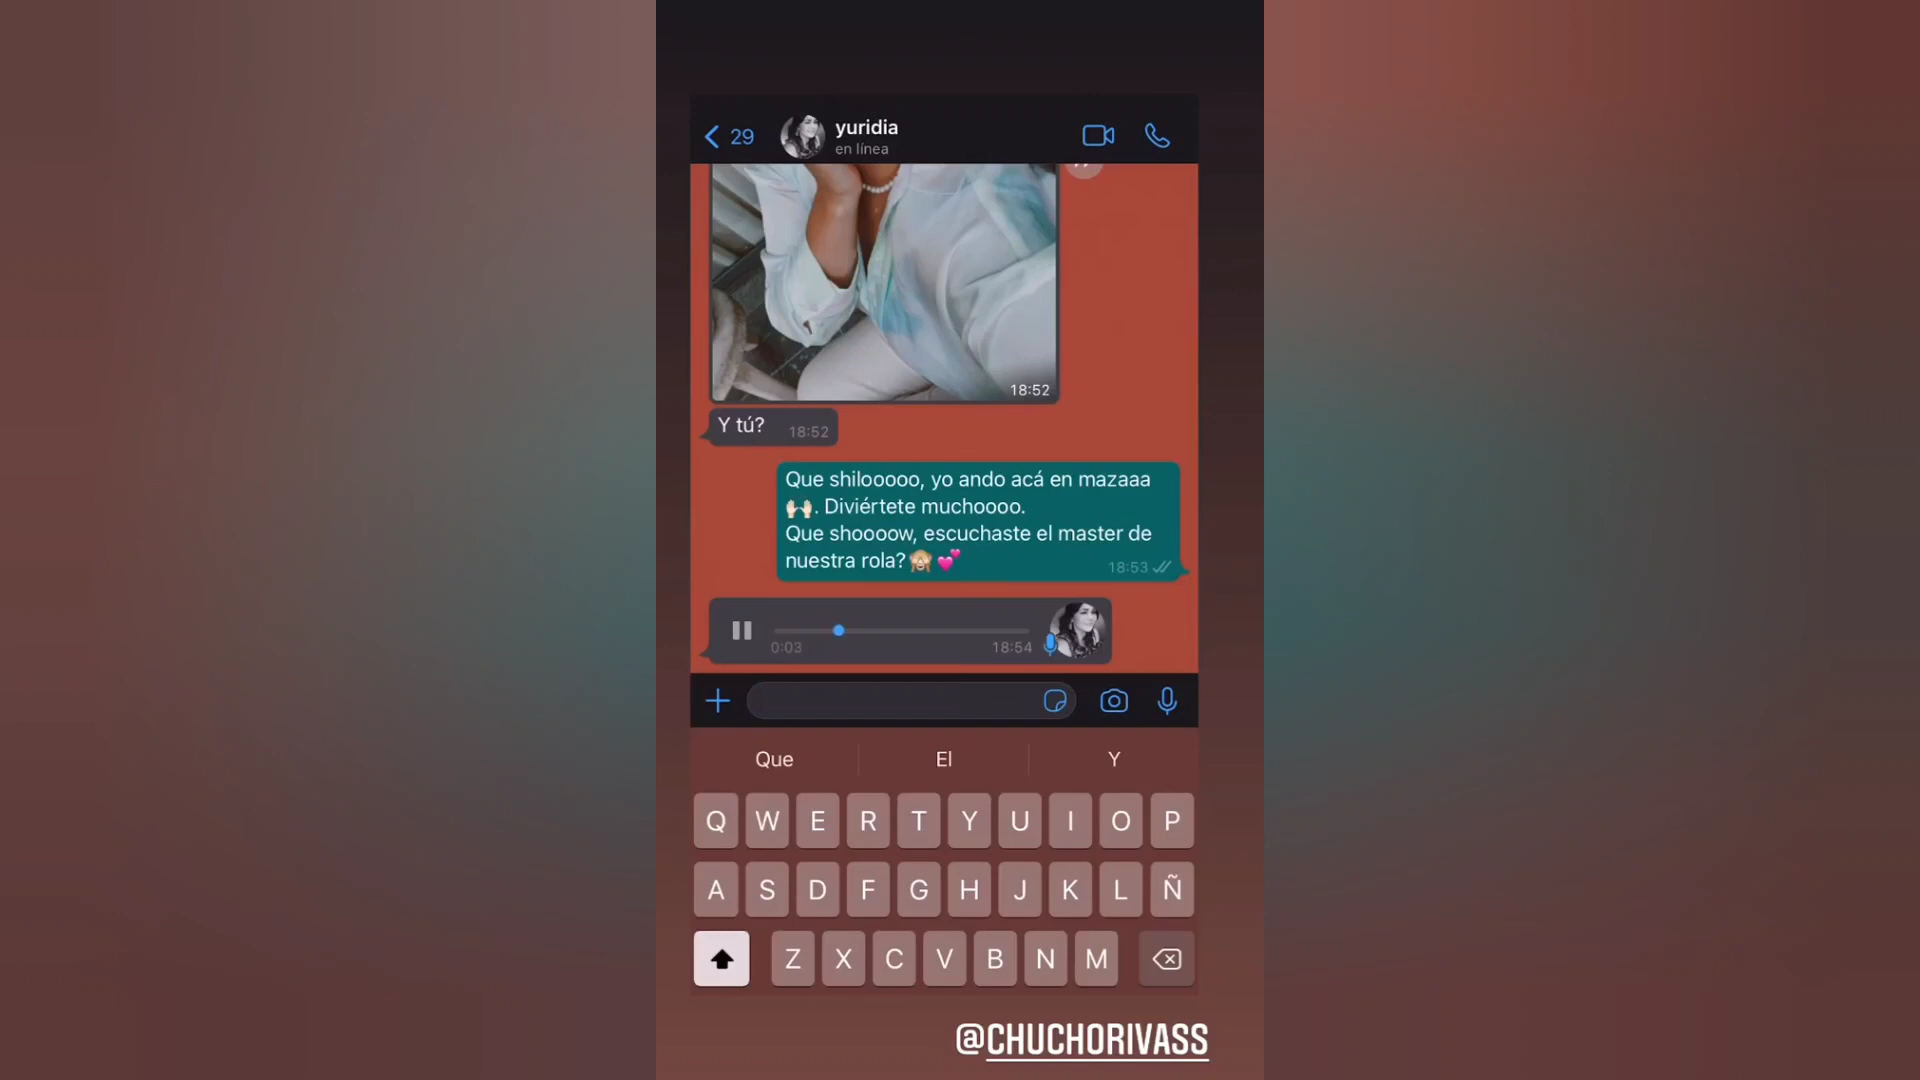 29
yuridia
en línea
18:52
Y tú?
18:52
Que shilooooo, yo ando acá en mazaaa
🙌🏻. Diviértete muchoooo.
Que shoooow, escuchaste el master de
nuestra rola?🙈💕
18:53
0:03
18:54
Que El Y
Q W E R T Y U I O P
A S D F G H J K L Ñ
Z X C V B N M
@CHUCHORIVASS